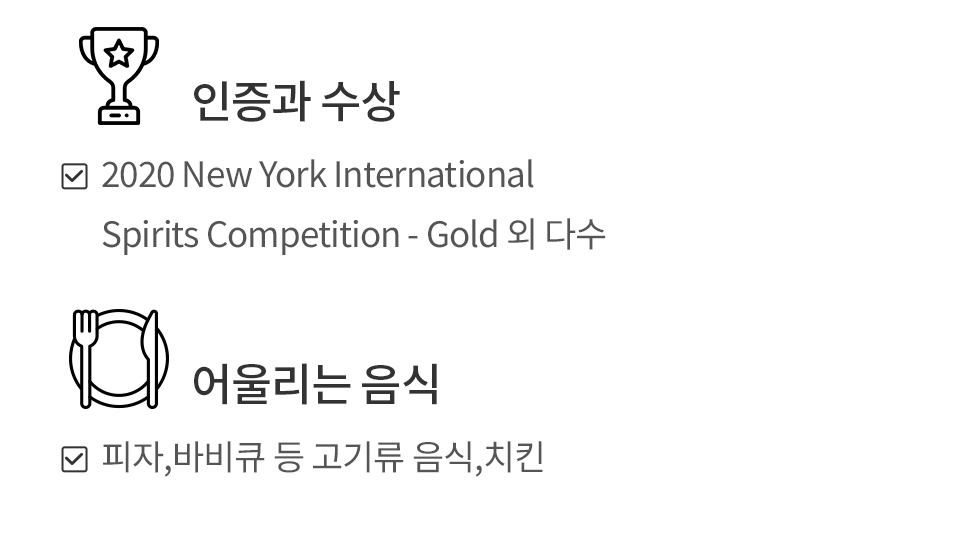 인증과 수상
2020 New York International
Spirits Competition - Gold 외 다수
어울리는 음식
피자,바비큐 등 고기류 음식,치킨